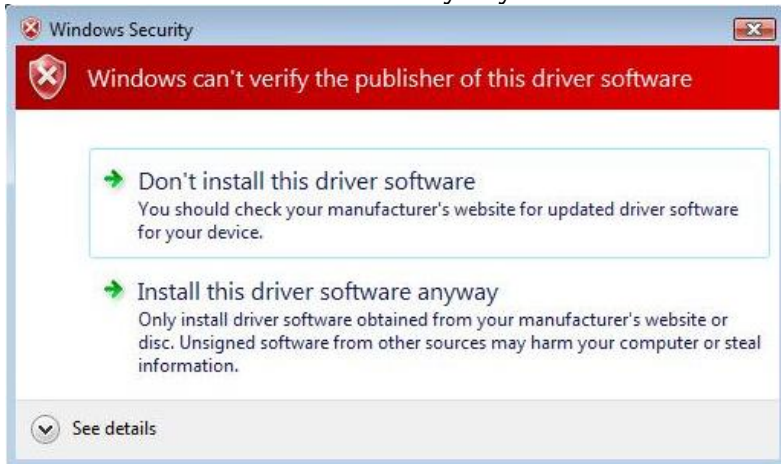 Windows Security
Windows can't verify the publisher of this driver software
Don't install this driver software
You should check your manufacturer's website for updated driver software
for your device.
Install this driver software anyway
Only install driver software obtained from your manufacturer's website or
disc. Unsigned software from other sources may harm your computer or steal
information.
See details